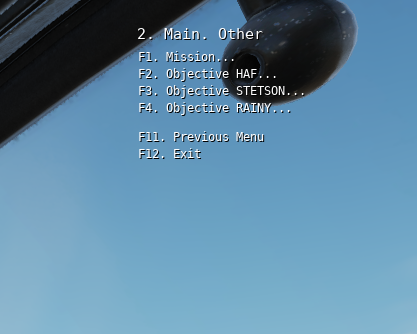 2. Main. Other
F1. Mission...
F2. Objective HAF...
F3. Objective STETSON...
F4. Objective RAINY...
F11. Previous Menu
F12. Exit